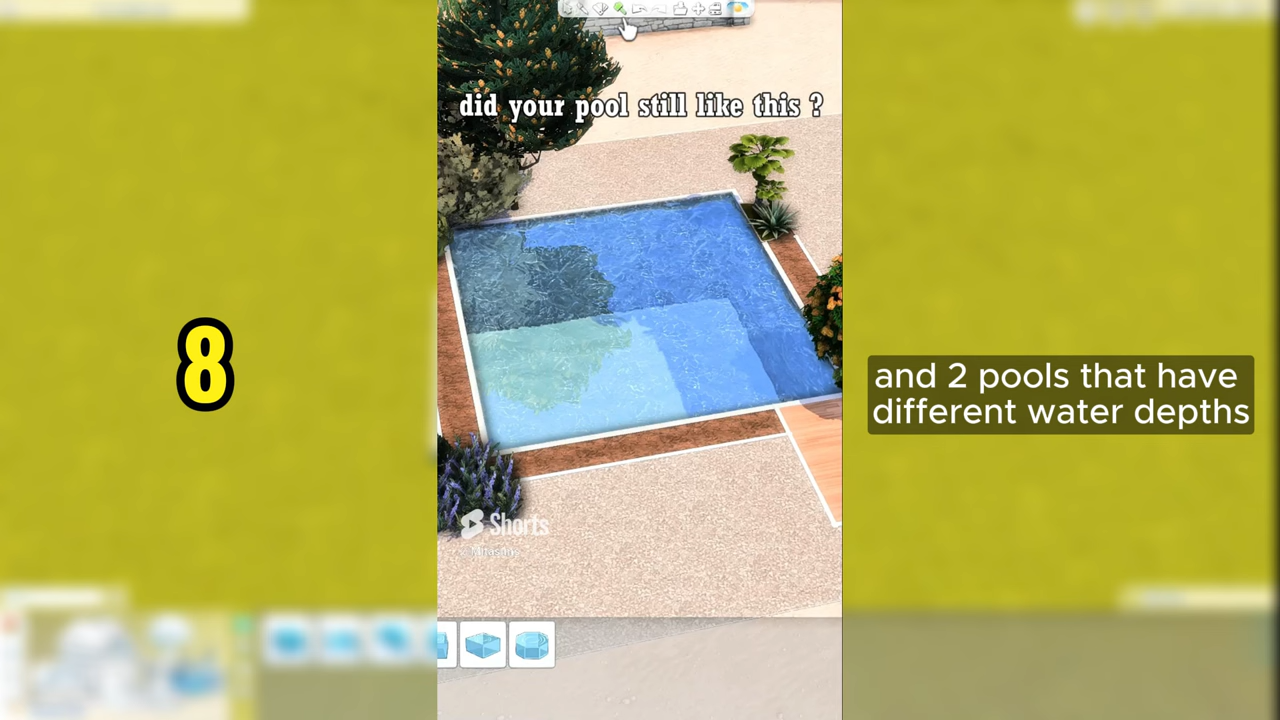 did your pool still like this ?
8
and 2 pools that have
different water depths
Shorts